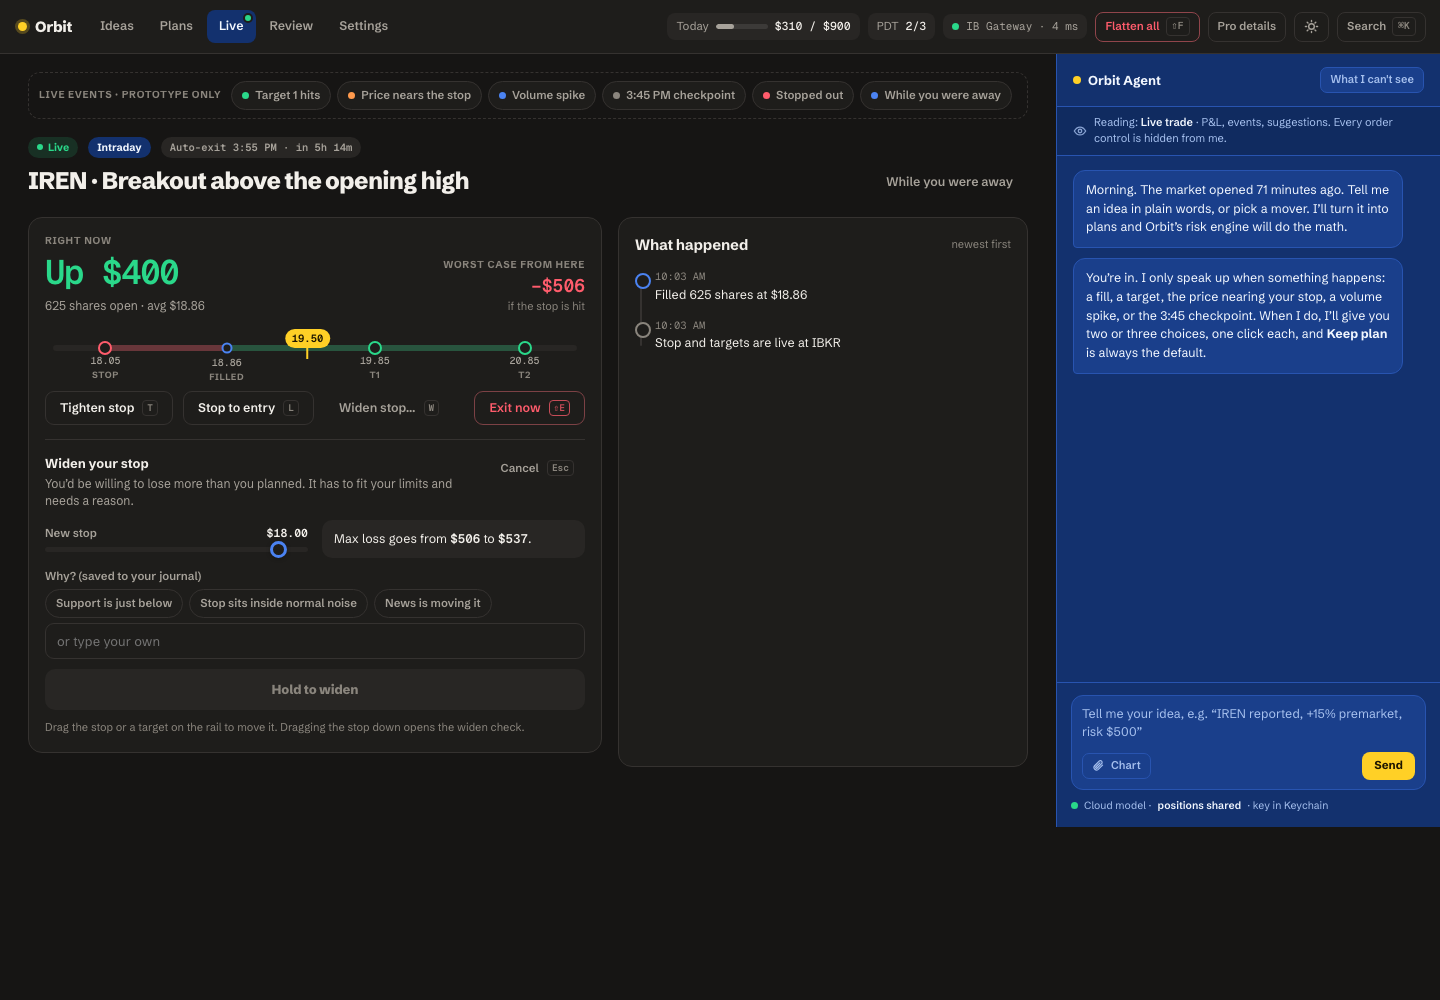 Orbit
Ideas
Plans
Live
Review
Settings
Today $310 / $900
PDT 2/3
IB Gateway · 4 ms
Flatten all ⇧F
Pro details
Search ⌘K
LIVE EVENTS · PROTOTYPE ONLY
Target 1 hits
Price nears the stop
Volume spike
3:45 PM checkpoint
Stopped out
While you were away
Live
Intraday
Auto-exit 3:55 PM · in 5h 14m
IREN · Breakout above the opening high
While you were away
RIGHT NOW
Up $400
625 shares open · avg $18.86
WORST CASE FROM HERE
−$506
if the stop is hit
19.50
18.05
STOP
18.86
FILLED
19.85
T1
20.85
T2
Tighten stop T
Stop to entry L
Widen stop… W
Exit now ⇧E
Widen your stop
You’d be willing to lose more than you planned. It has to fit your limits and
needs a reason.
Cancel Esc
New stop $18.00
Max loss goes from $506 to $537.
Why? (saved to your journal)
Support is just below
Stop sits inside normal noise
News is moving it
or type your own
Hold to widen
Drag the stop or a target on the rail to move it. Dragging the stop down opens the widen check.
What happened
newest first
10:03 AM
Filled 625 shares at $18.86
10:03 AM
Stop and targets are live at IBKR
Orbit Agent
What I can’t see
Reading: Live trade · P&L, events, suggestions. Every order
control is hidden from me.
Morning. The market opened 71 minutes ago. Tell me
an idea in plain words, or pick a mover. I’ll turn it into
plans and Orbit’s risk engine will do the math.
You’re in. I only speak up when something happens:
a fill, a target, the price nearing your stop, a volume
spike, or the 3:45 checkpoint. When I do, I’ll give you
two or three choices, one click each, and Keep plan
is always the default.
Tell me your idea, e.g. “IREN reported, +15% premarket,
risk $500”
Chart
Send
Cloud model · positions shared · key in Keychain